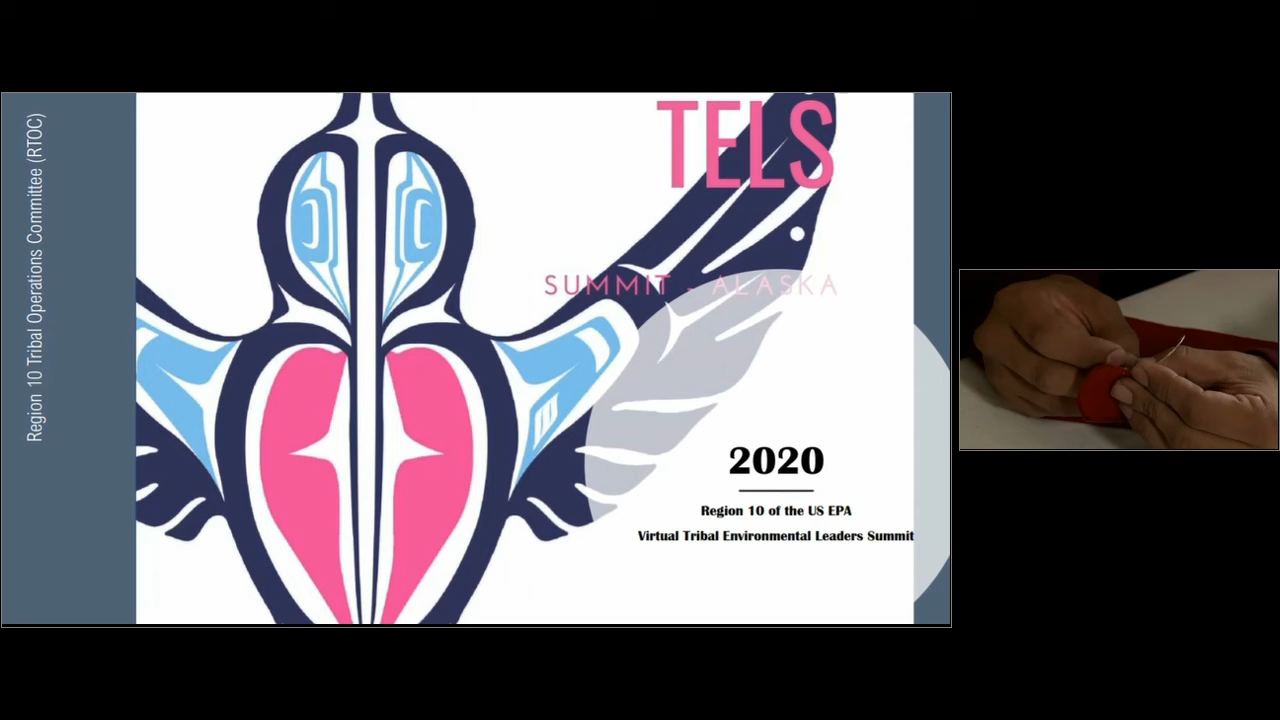 Region 10 Tribal Operations Committee (RTOC)
TELS
SUMMIT - ALASKA
2020
Region 10 of the US EPA
Virtual Tribal Environmental Leaders Summit